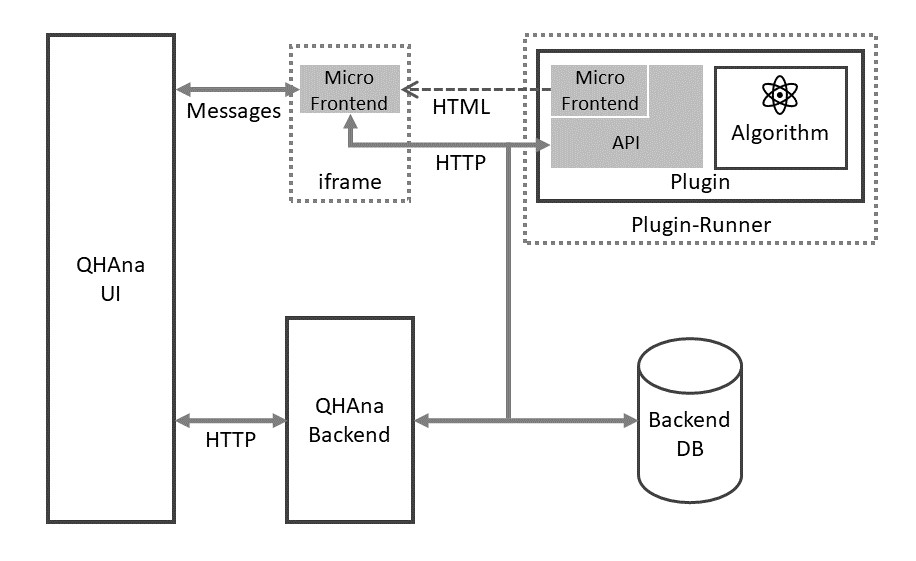 Micro
Frontend
Messages
iframe
HTML
HTTP
Micro
Frontend
API
Algorithm
Plugin
Plugin-Runner
QHAna
UI
HTTP
QHAna
Backend
Backend
DB